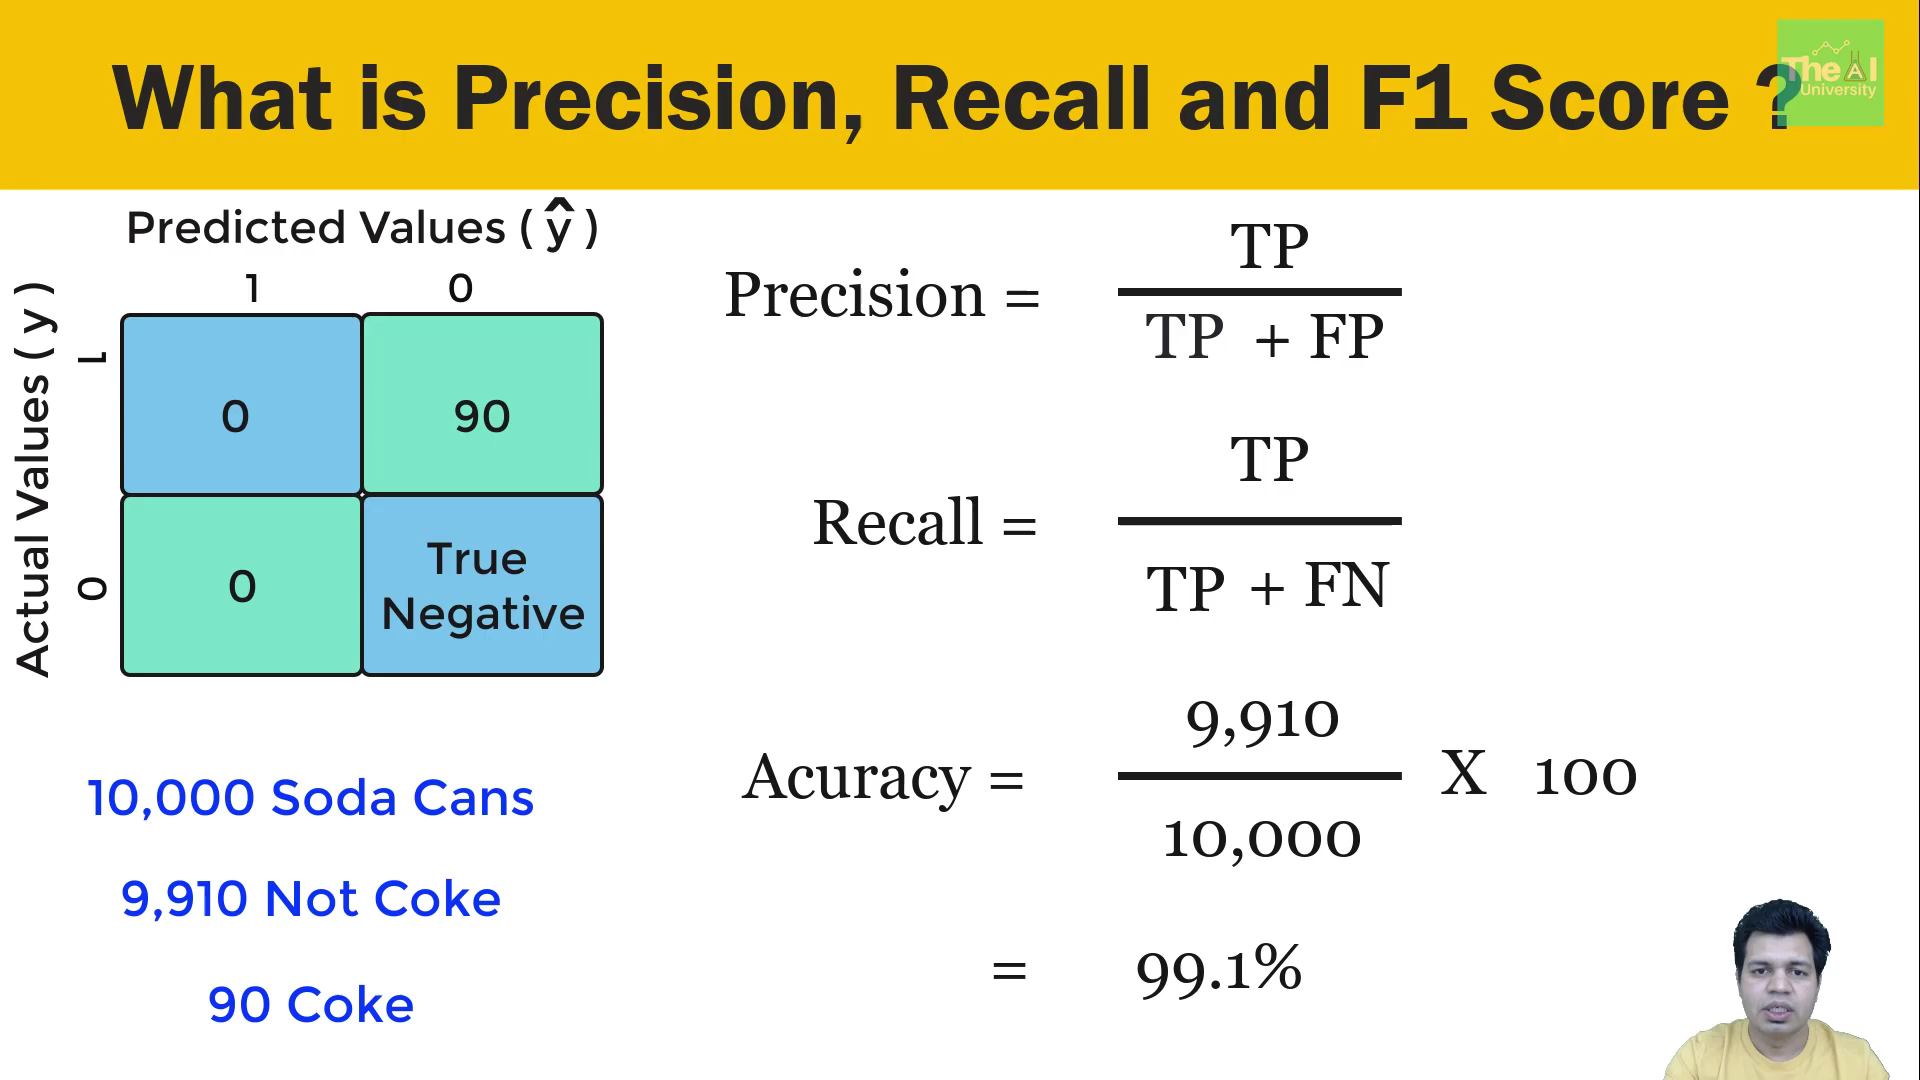 What is Precision, Recall and F1 Score ?
The AI
University
Predicted Values ( ŷ )
1 0
Actual Values ( y )
1
0
0 90
0
True
Negative
10,000 Soda Cans
9,910 Not Coke
90 Coke
Precision =
TP
TP + FP
Recall =
TP
TP + FN
Acuracy =
9,910
10,000
X 100
= 99.1%